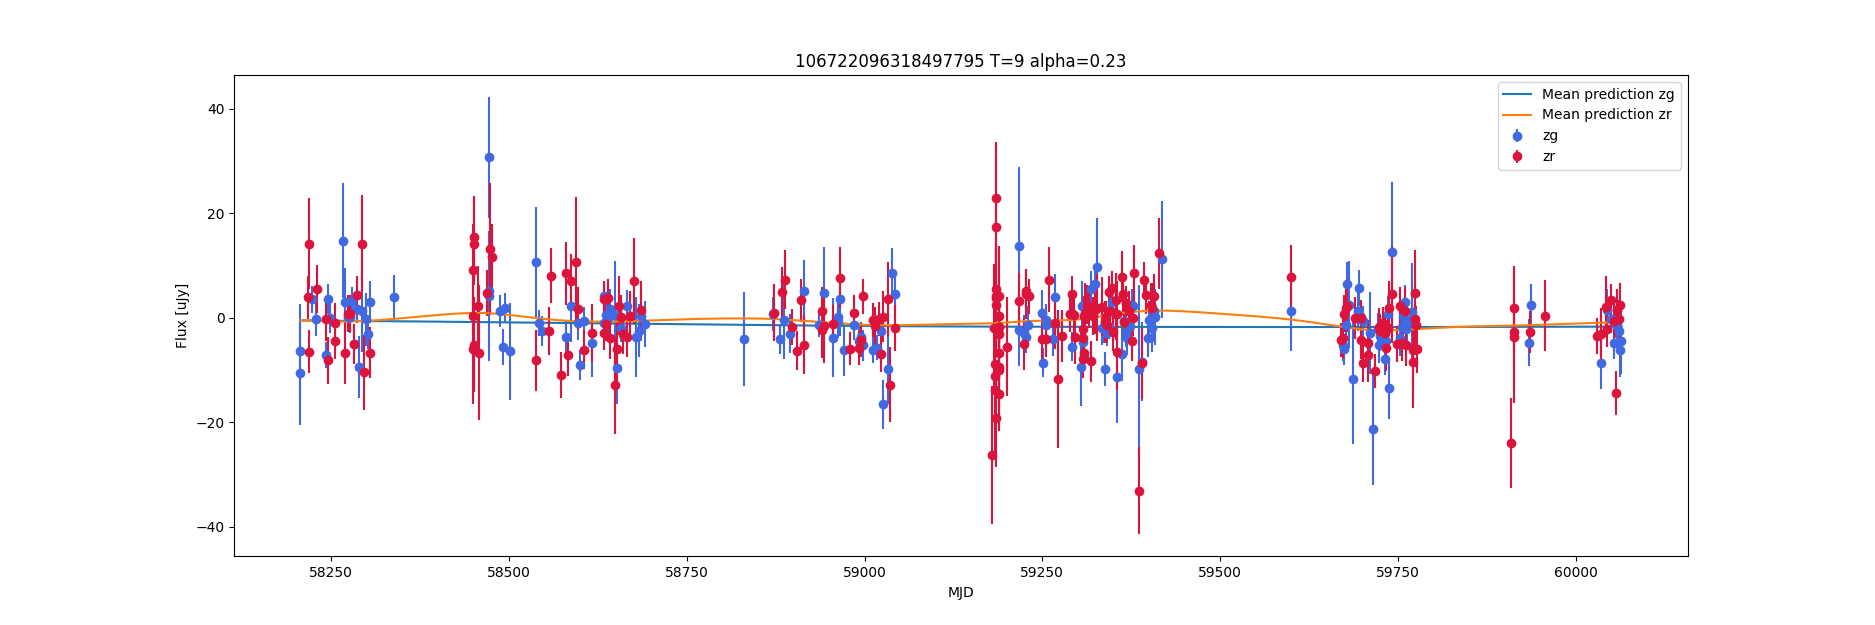 106722096318497795 T=9 alpha=0.23
Mean prediction zg
Mean prediction zr
zg
zr
Flux [uJy]
40
20
0
−20
−40
58250 58500 58750 59000 59250 59500 59750 60000
MJD